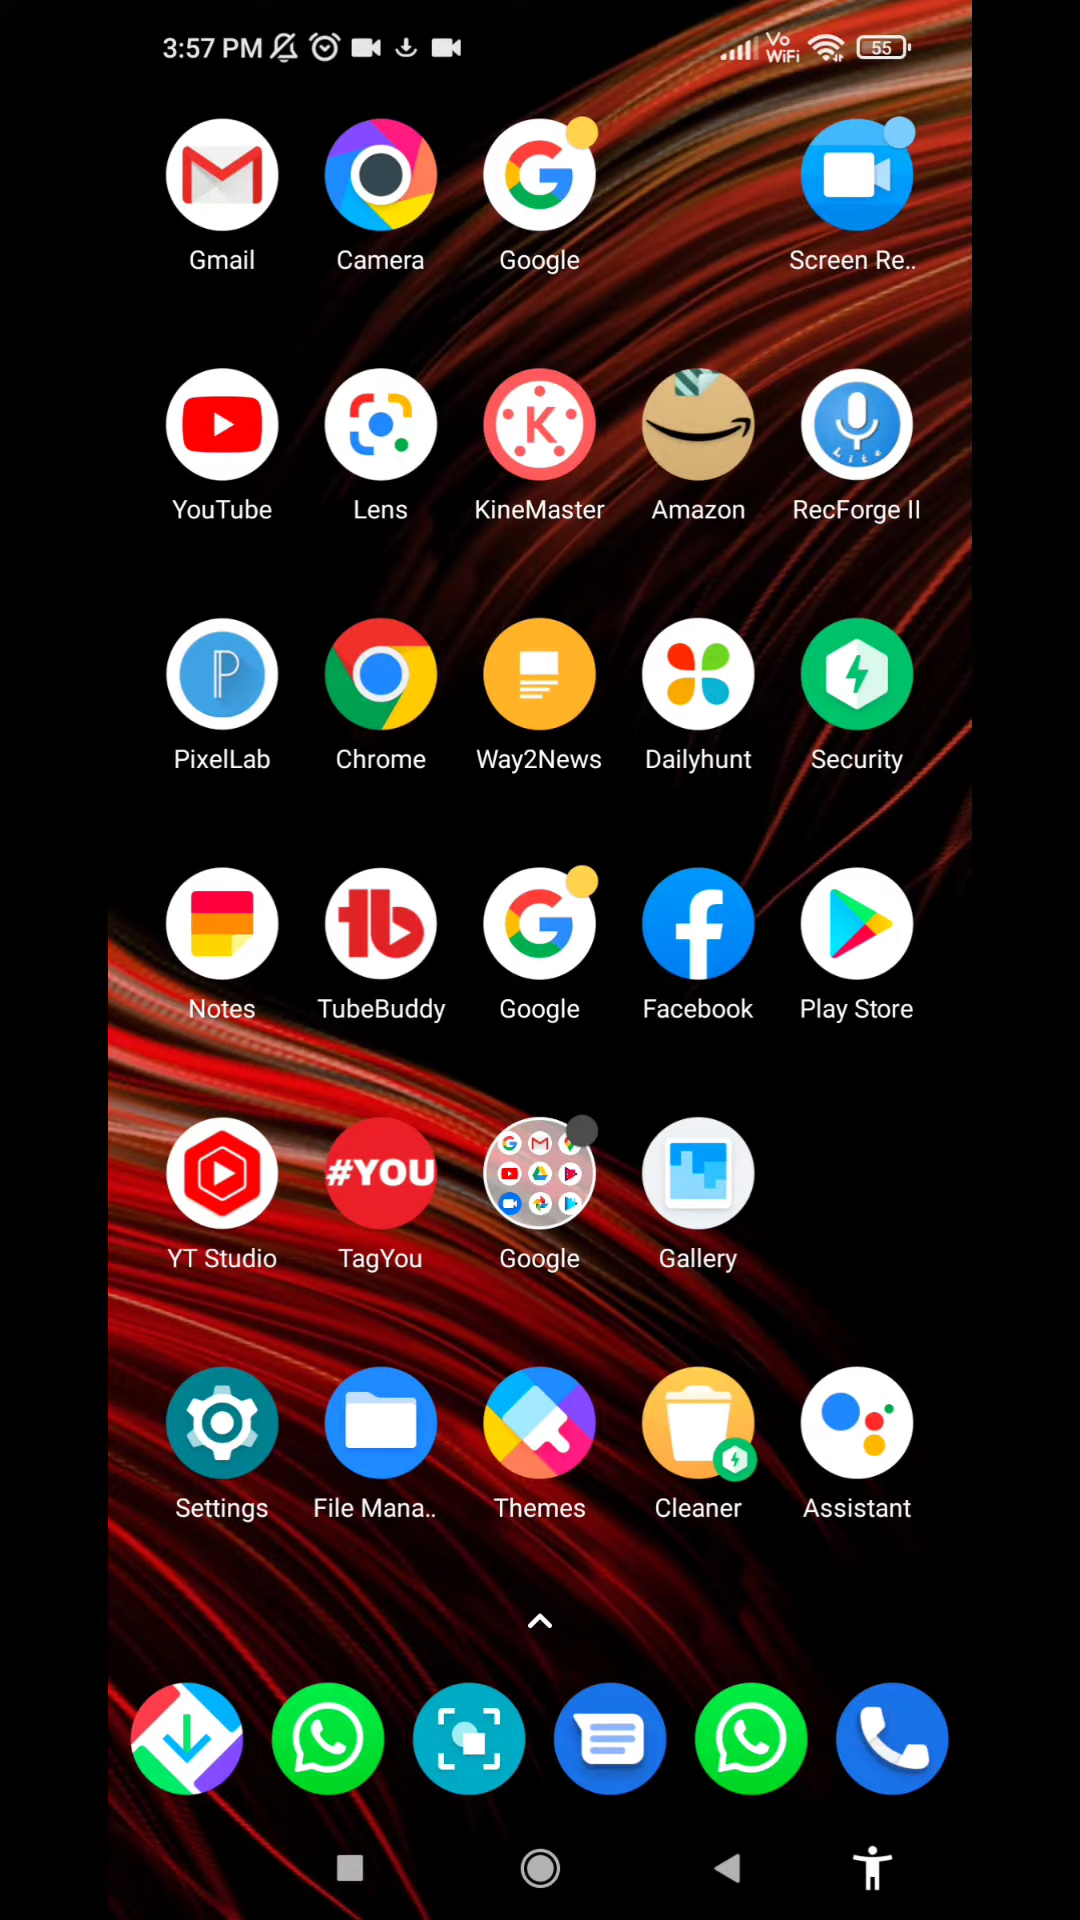 3:57 PM Vo WiFi 55
Gmail Camera Google Screen Re..
K Lite
YouTube Lens KineMaster Amazon RecForge II
P
PixelLab Chrome Way2News Dailyhunt Security
tb
Notes TubeBuddy Google Facebook Play Store
#YOU
YT Studio TagYou Google Gallery
Settings File Mana.. Themes Cleaner Assistant